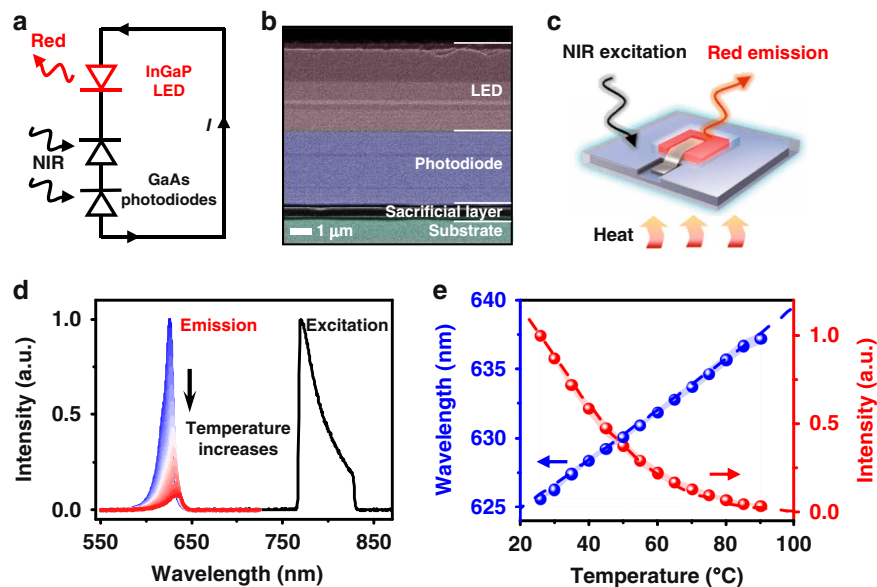 a
Red
InGaP
LED
I
NIR
GaAs
photodiodes
b
LED
Photodiode
Sacrificial layer
1 μm
Substrate
c
NIR excitation
Red emission
Heat
d
Emission
Excitation
Temperature
increases
Intensity (a.u.)
1.0
0.5
0.0
550
650
750
850
Wavelength (nm)
e
Wavelength (nm)
640
635
630
625
Intensity (a.u.)
1.0
0.5
0.0
20
40
60
80
100
Temperature (°C)